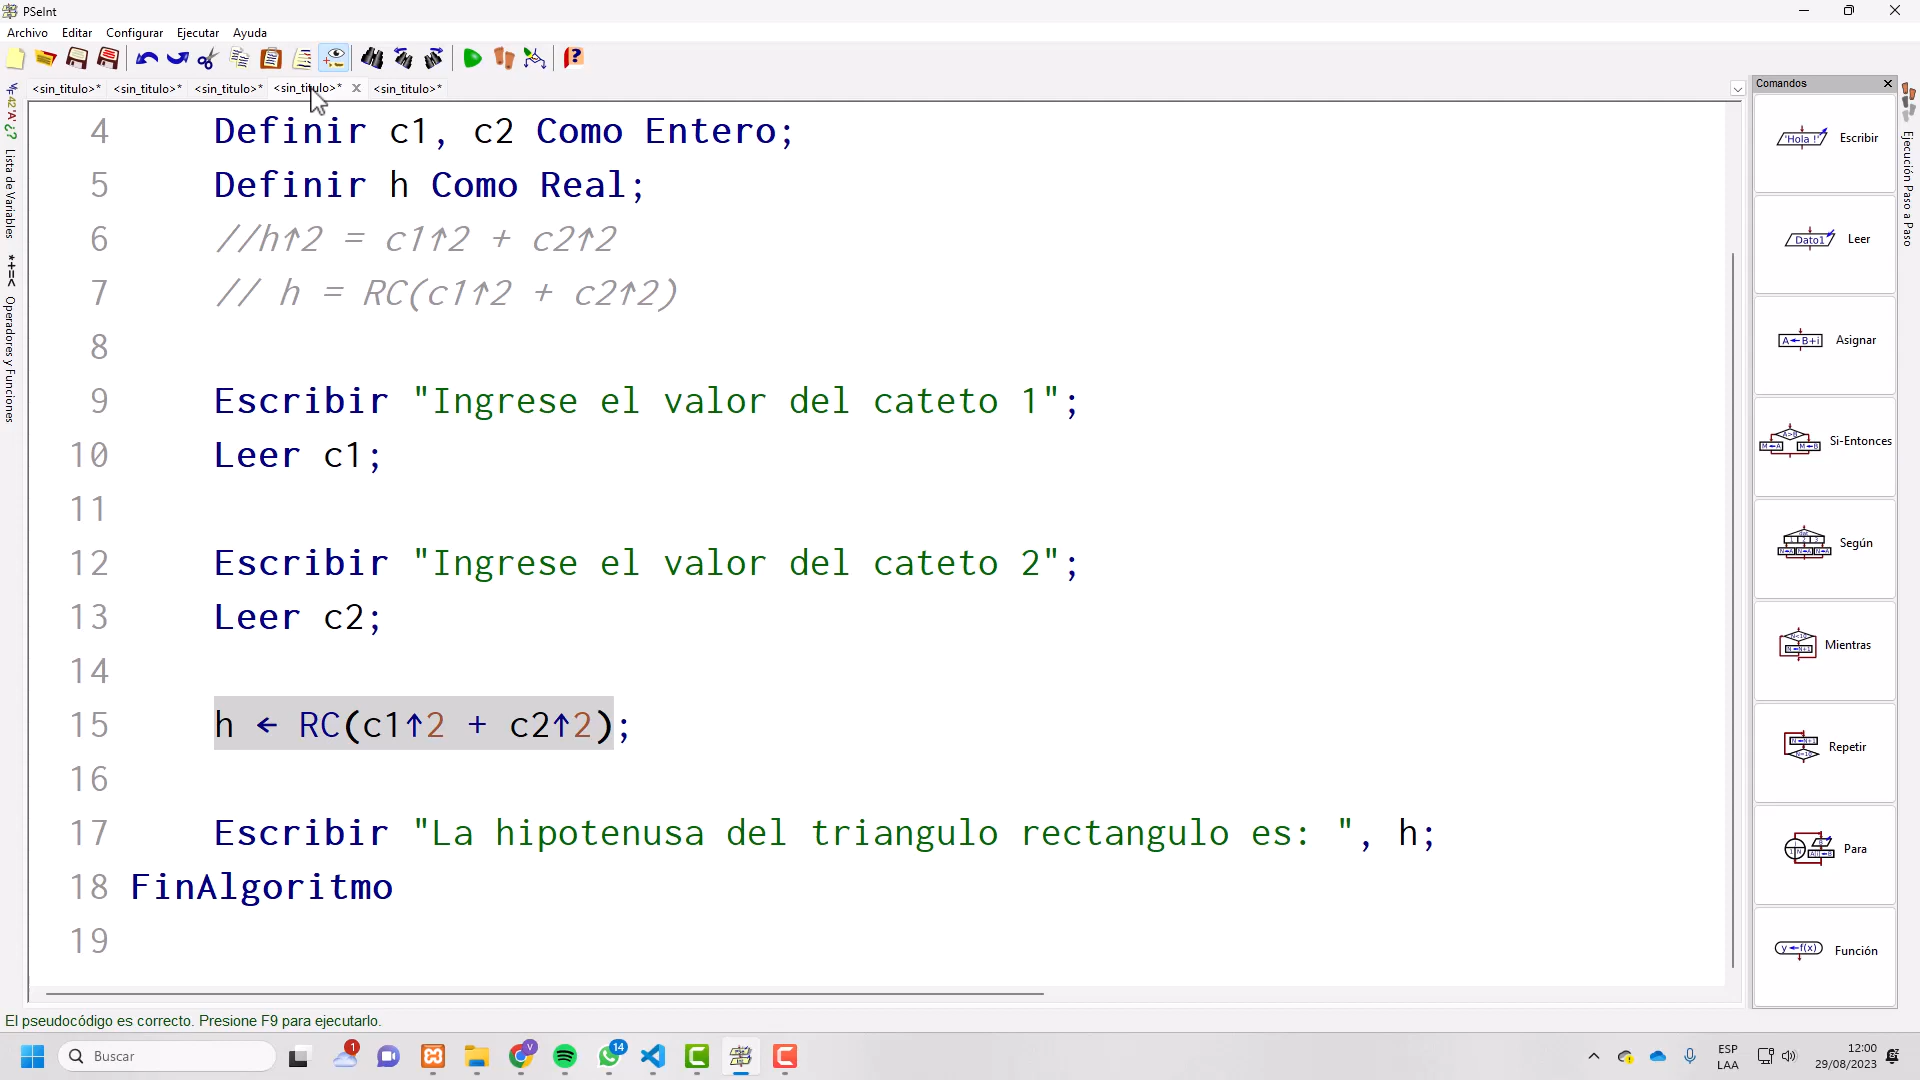 PSeInt
Archivo Editar Configurar Ejecutar Ayuda
<sin_titulo>* <sin_titulo>* <sin_titulo>* <sin_titulo>* <sin_titulo>*
Lista de Variables
Operadores y Funciones
4 Definir c1, c2 Como Entero;
5 Definir h Como Real;
6 //h↑2 = c1↑2 + c2↑2
7 // h = RC(c1↑2 + c2↑2)
8
9 Escribir "Ingrese el valor del cateto 1";
10 Leer c1;
11
12 Escribir "Ingrese el valor del cateto 2";
13 Leer c2;
14
15 h ← RC(c1↑2 + c2↑2);
16
17 Escribir "La hipotenusa del triangulo rectangulo es: ", h;
18 FinAlgoritmo
19
Comandos
'Hola !' Escribir
Dato1 Leer
A←B+i Asignar
Si-Entonces
Según
Mientras
Repetir
Para
y←f(x) Función
Ejecución Paso a Paso
El pseudocódigo es correcto. Presione F9 para ejecutarlo.
Buscar
1
V
14
ESP
LAA
12:00
29/08/2023